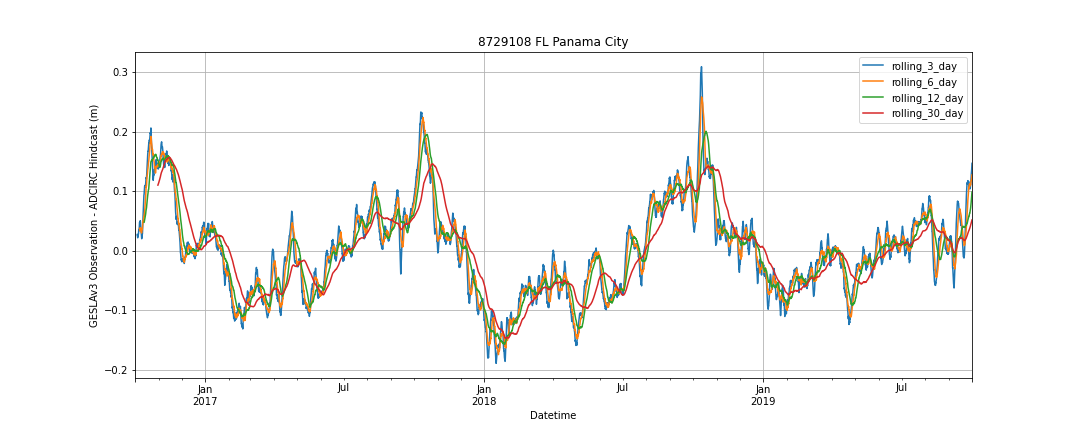 8729108 FL Panama City
GESLAv3 Observation - ADCIRC Hindcast (m)
0.3
0.2
0.1
0.0
−0.1
−0.2
rolling_3_day
rolling_6_day
rolling_12_day
rolling_30_day
Jan
2017
Jul
Jan
2018
Jul
Jan
2019
Jul
Datetime